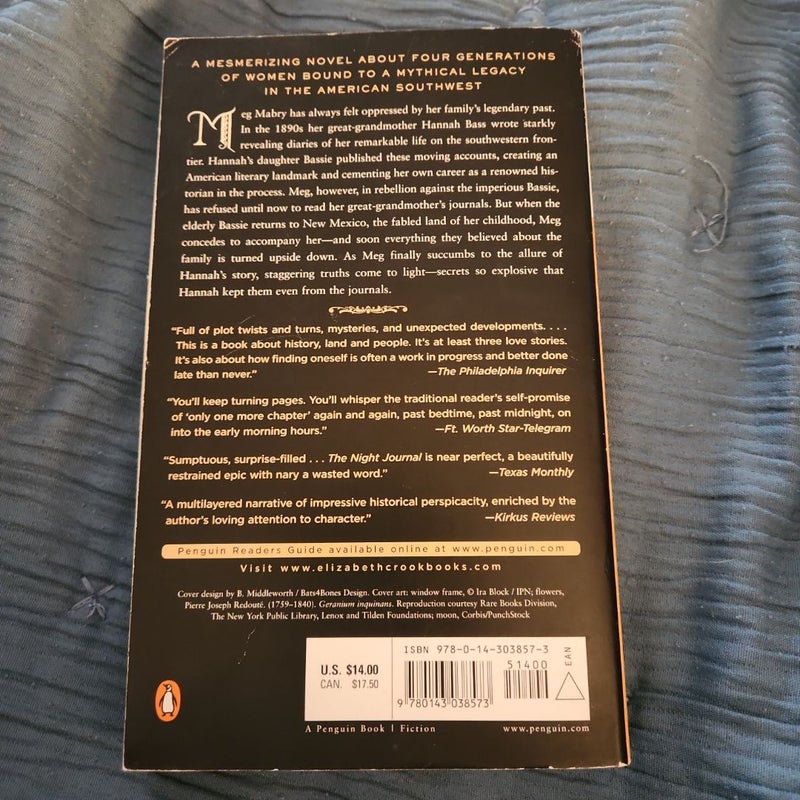 A MESMERIZING NOVEL ABOUT FOUR GENERATIONS
OF WOMEN BOUND TO A MYTHICAL LEGACY
IN THE AMERICAN SOUTHWEST
Meg Mabry has always felt oppressed by her family's legendary past.
In the 1890s her great-grandmother Hannah Bass wrote starkly
revealing diaries of her remarkable life on the southwestern fron-
tier. Hannah's daughter Bassie published these moving accounts, creating an
American literary landmark and cementing her own career as a renowned his-
torian in the process. Meg, however, in rebellion against the imperious Bassie,
has refused until now to read her great-grandmother's journals. But when the
elderly Bassie returns to New Mexico, the fabled land of her childhood, Meg
concedes to accompany her—and soon everything they believed about the
family is turned upside down. As Meg finally succumbs to the allure of
Hannah's story, staggering truths come to light—secrets so explosive that
Hannah kept them even from the journals.
"Full of plot twists and turns, mysteries, and unexpected developments. . . .
This is a book about history, land and people. It's at least three love stories.
It's also about how finding oneself is often a work in progress and better done
late than never." —The Philadelphia Inquirer
"You'll keep turning pages. You'll whisper the traditional reader's self-promise
of 'only one more chapter' again and again, past bedtime, past midnight, on
into the early morning hours." —Ft. Worth Star-Telegram
"Sumptuous, surprise-filled . . . The Night Journal is near perfect, a beautifully
restrained epic with nary a wasted word." —Texas Monthly
"A multilayered narrative of impressive historical perspicacity, enriched by the
author's loving attention to character." —Kirkus Reviews
Penguin Readers Guide available online at www.penguin.com
Visit www.elizabethcrookbooks.com
Cover design by B. Middleworth / Bats4Bones Design. Cover art: window frame, © Ira Block / IPN; flowers,
Pierre Joseph Redouté. (1759–1840). Geranium inquinans. Reproduction courtesy Rare Books Division,
The New York Public Library, Lenox and Tilden Foundations; moon, Corbis/PunchStock
ISBN 978-0-14-303857-3
U.S. $14.00
CAN. $17.50
51400
EAN
9 780143 038573
A Penguin Book | Fiction
www.penguin.com